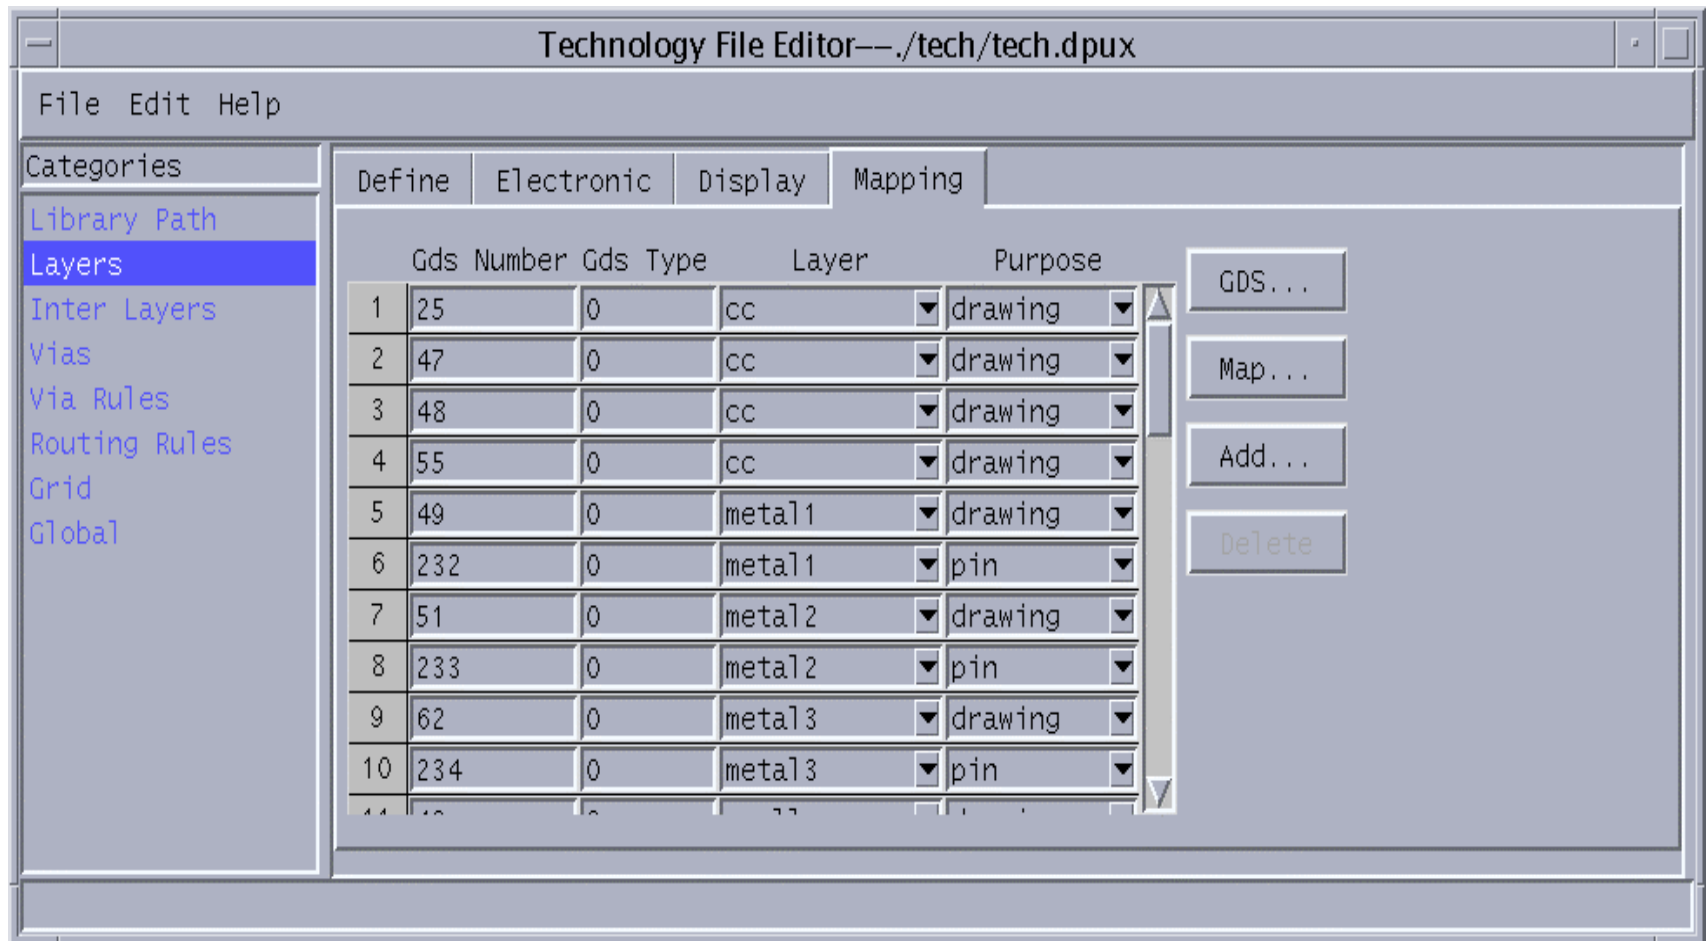 Technology File Editor--./tech/tech.dpux
File Edit Help
Categories
Library Path
Layers
Inter Layers
Vias
Via Rules
Routing Rules
Grid
Global
Define Electronic Display Mapping
Gds Number Gds Type Layer Purpose
1 25 0 cc drawing
2 47 0 cc drawing
3 48 0 cc drawing
4 55 0 cc drawing
5 49 0 metal1 drawing
6 232 0 metal1 pin
7 51 0 metal2 drawing
8 233 0 metal2 pin
9 62 0 metal3 drawing
10 234 0 metal3 pin
GDS...
Map...
Add...
Delete